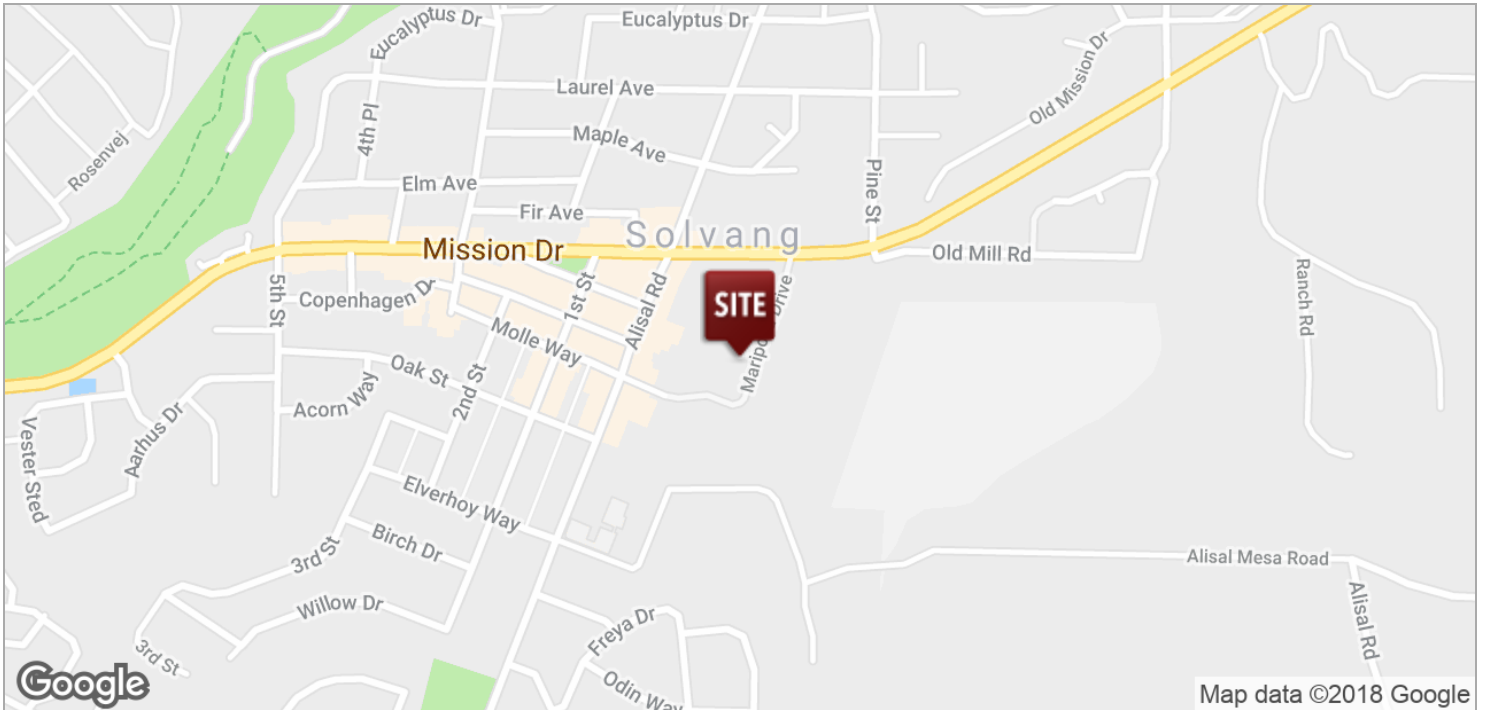 Eucalyptus Dr
Eucalyptus Dr
Laurel Ave
Old Mission Dr
4th Pl
Maple Ave
Rosenvej
Elm Ave
Pine St
Fir Ave
Solvang
Mission Dr
Old Mill Rd
5th St
Copenhagen D
1st St
Alisal Rd
SITE
Drive
Ranch Rd
Molle Way
Oak St
2nd St
Acorn Way
Aarhus Dr
Vester Sted
Elverhoy Way
Birch Dr
3rd St
Alisal Mesa Road
Willow Dr
Freya Dr
Alisal Rd
3rd St
Odin Way
Google
Map data ©2018 Google